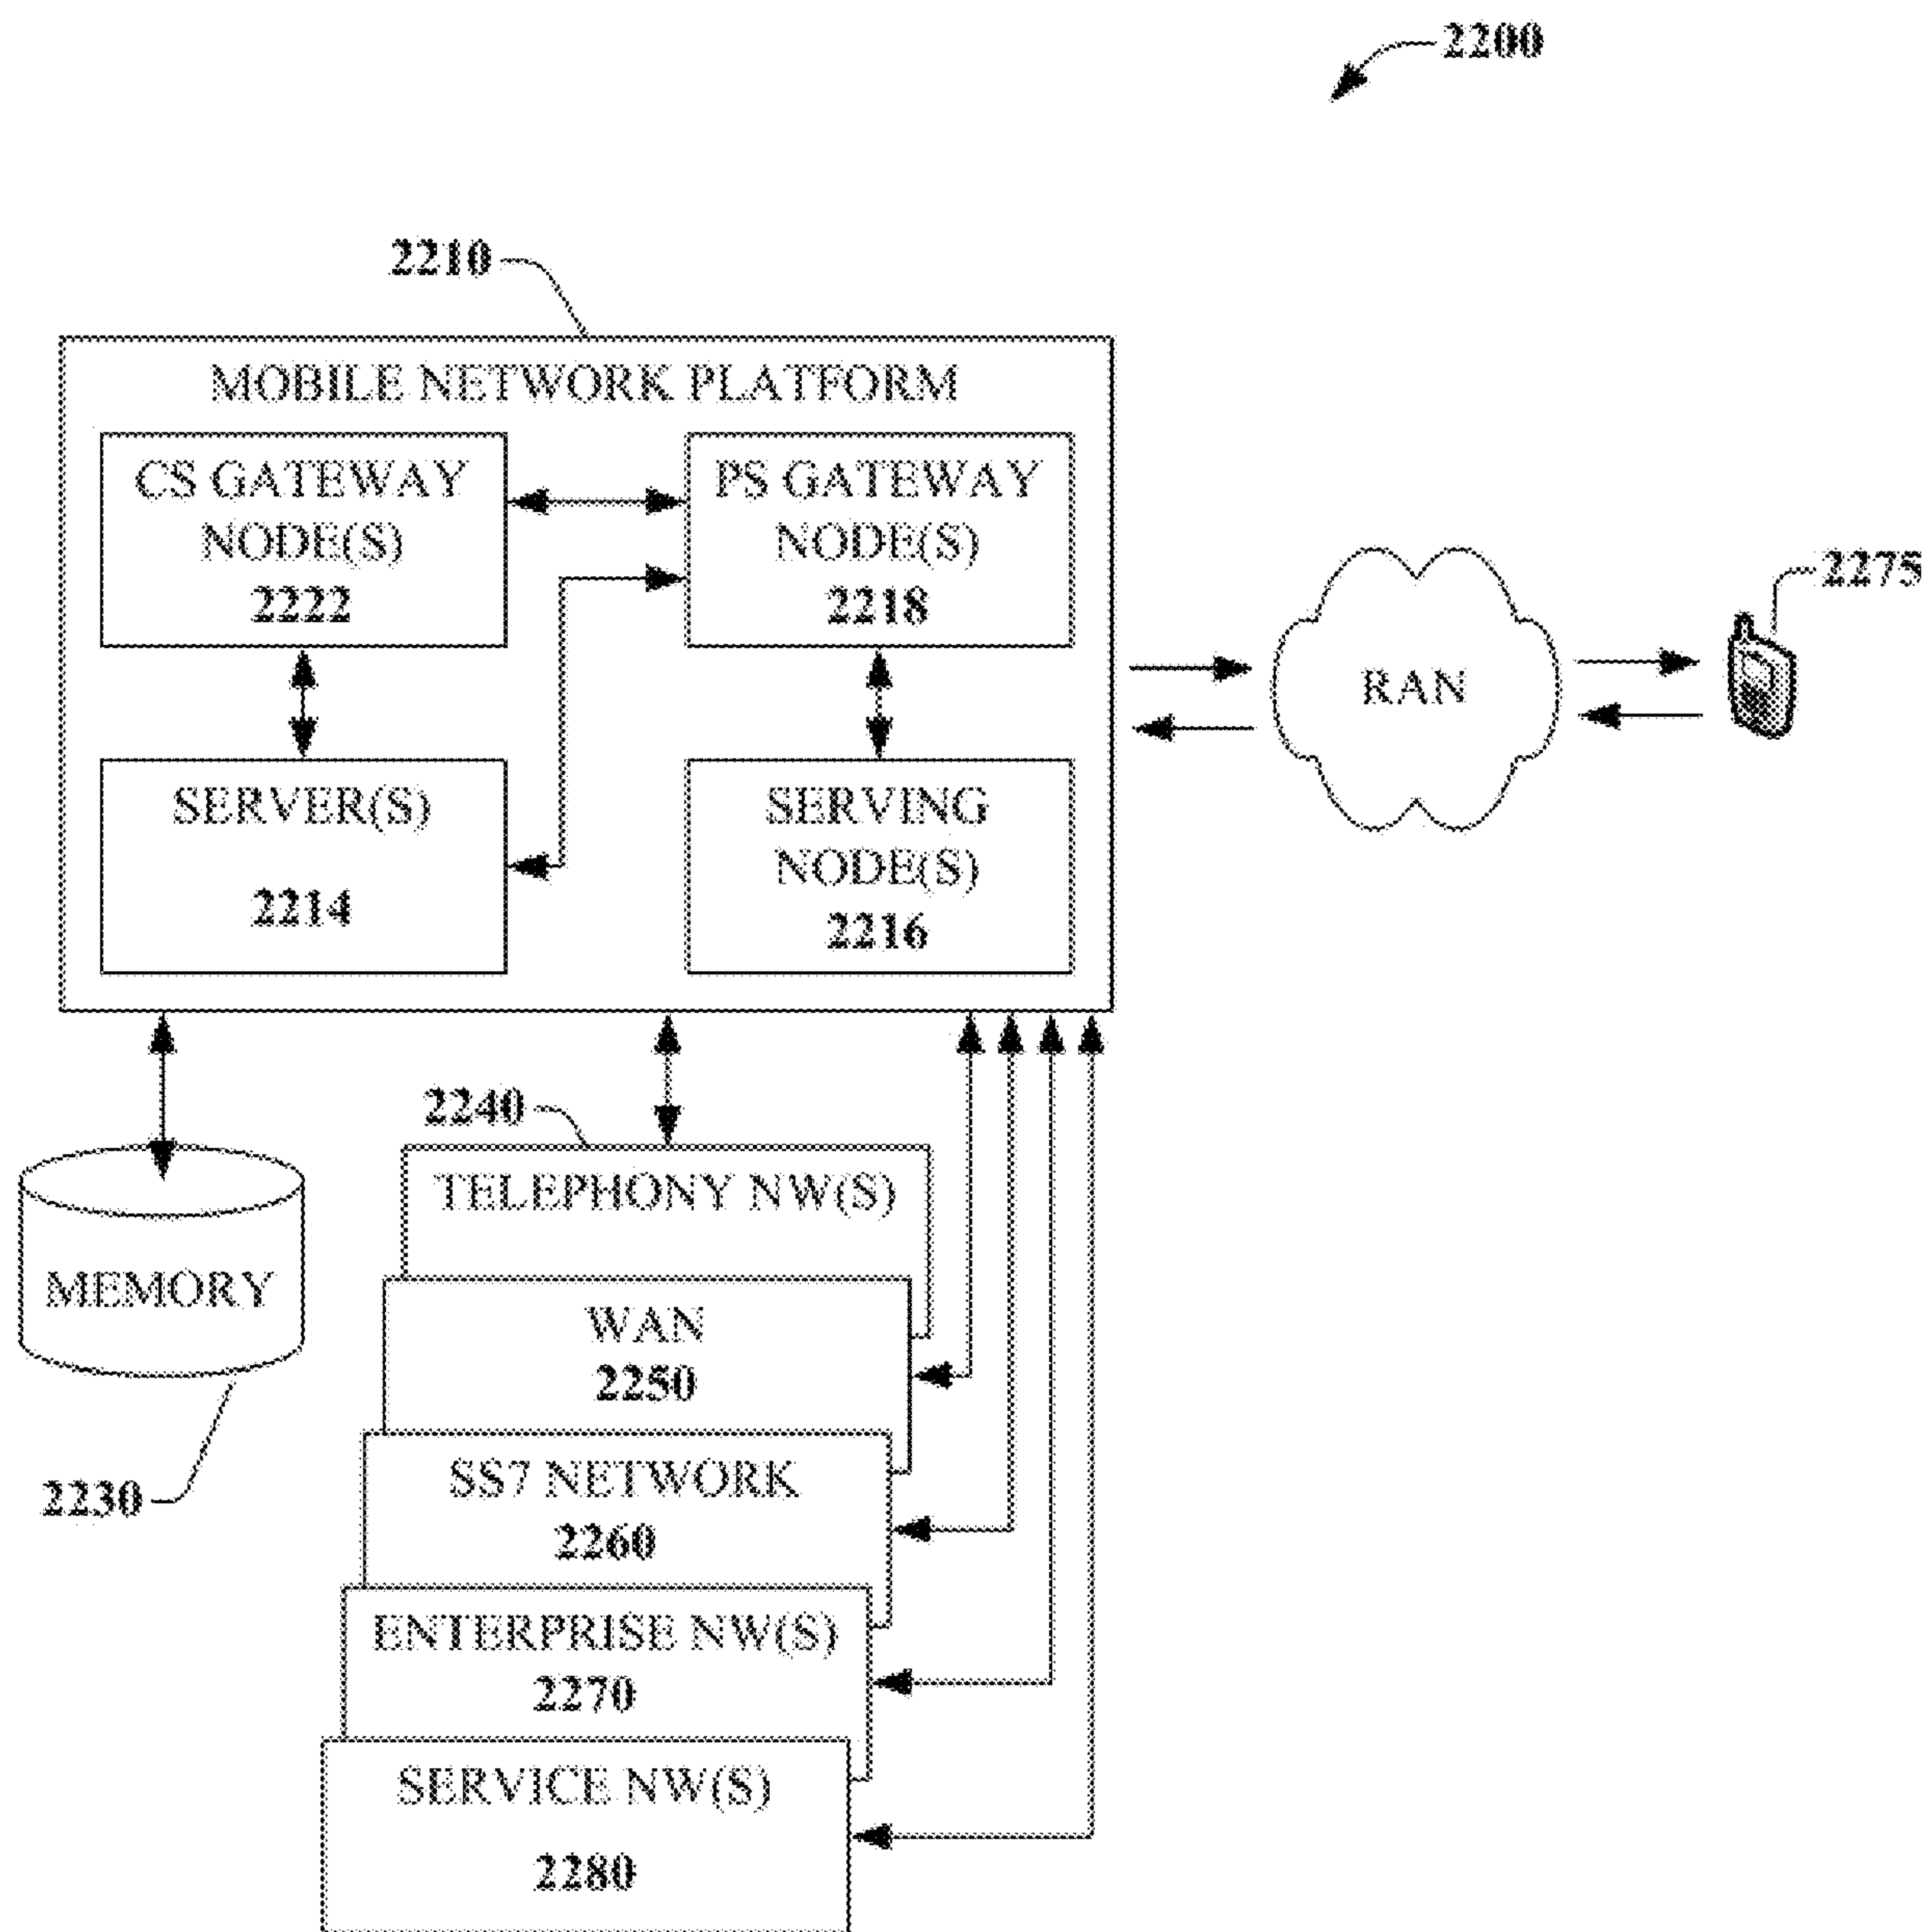 2200
2210
MOBILE NETWORK PLATFORM
CS GATEWAY
NODE(S)
2222
PS GATEWAY
NODE(S)
2218
SERVER(S)
2214
SERVING
NODE(S)
2216
RAN
2275
2240
TELEPHONY NW(S)
MEMORY
2230
WAN
2250
SS7 NETWORK
2260
ENTERPRISE NW(S)
2270
SERVICE NW(S)
2280